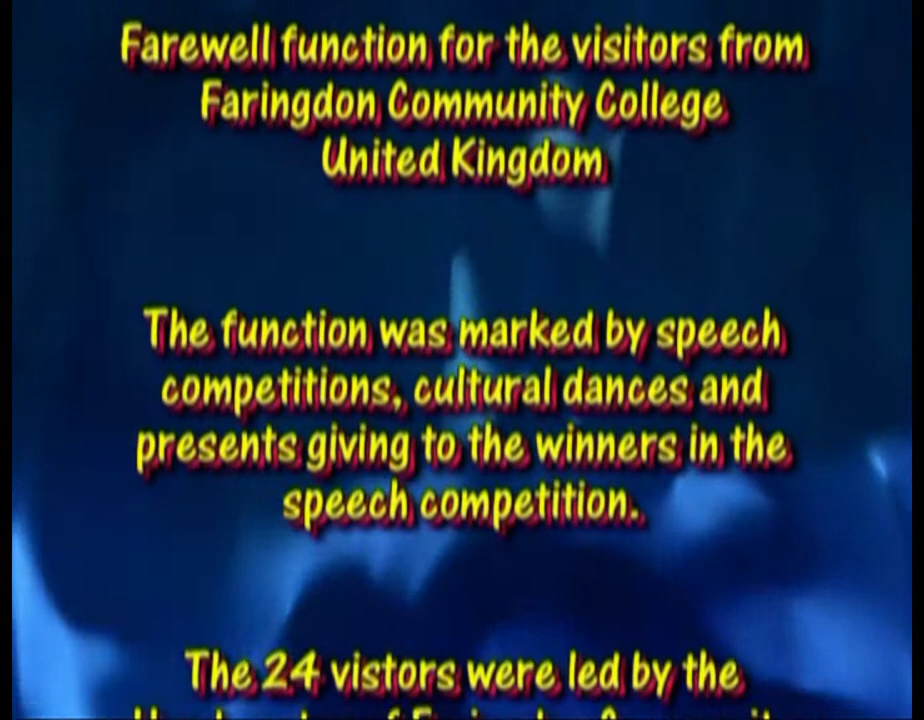 Farewell function for the visitors from
Faringdon Community College
United Kingdom
The function was marked by speech
competitions, cultural dances and
presents giving to the winners in the
speech competition.
The 24 vistors were led by the